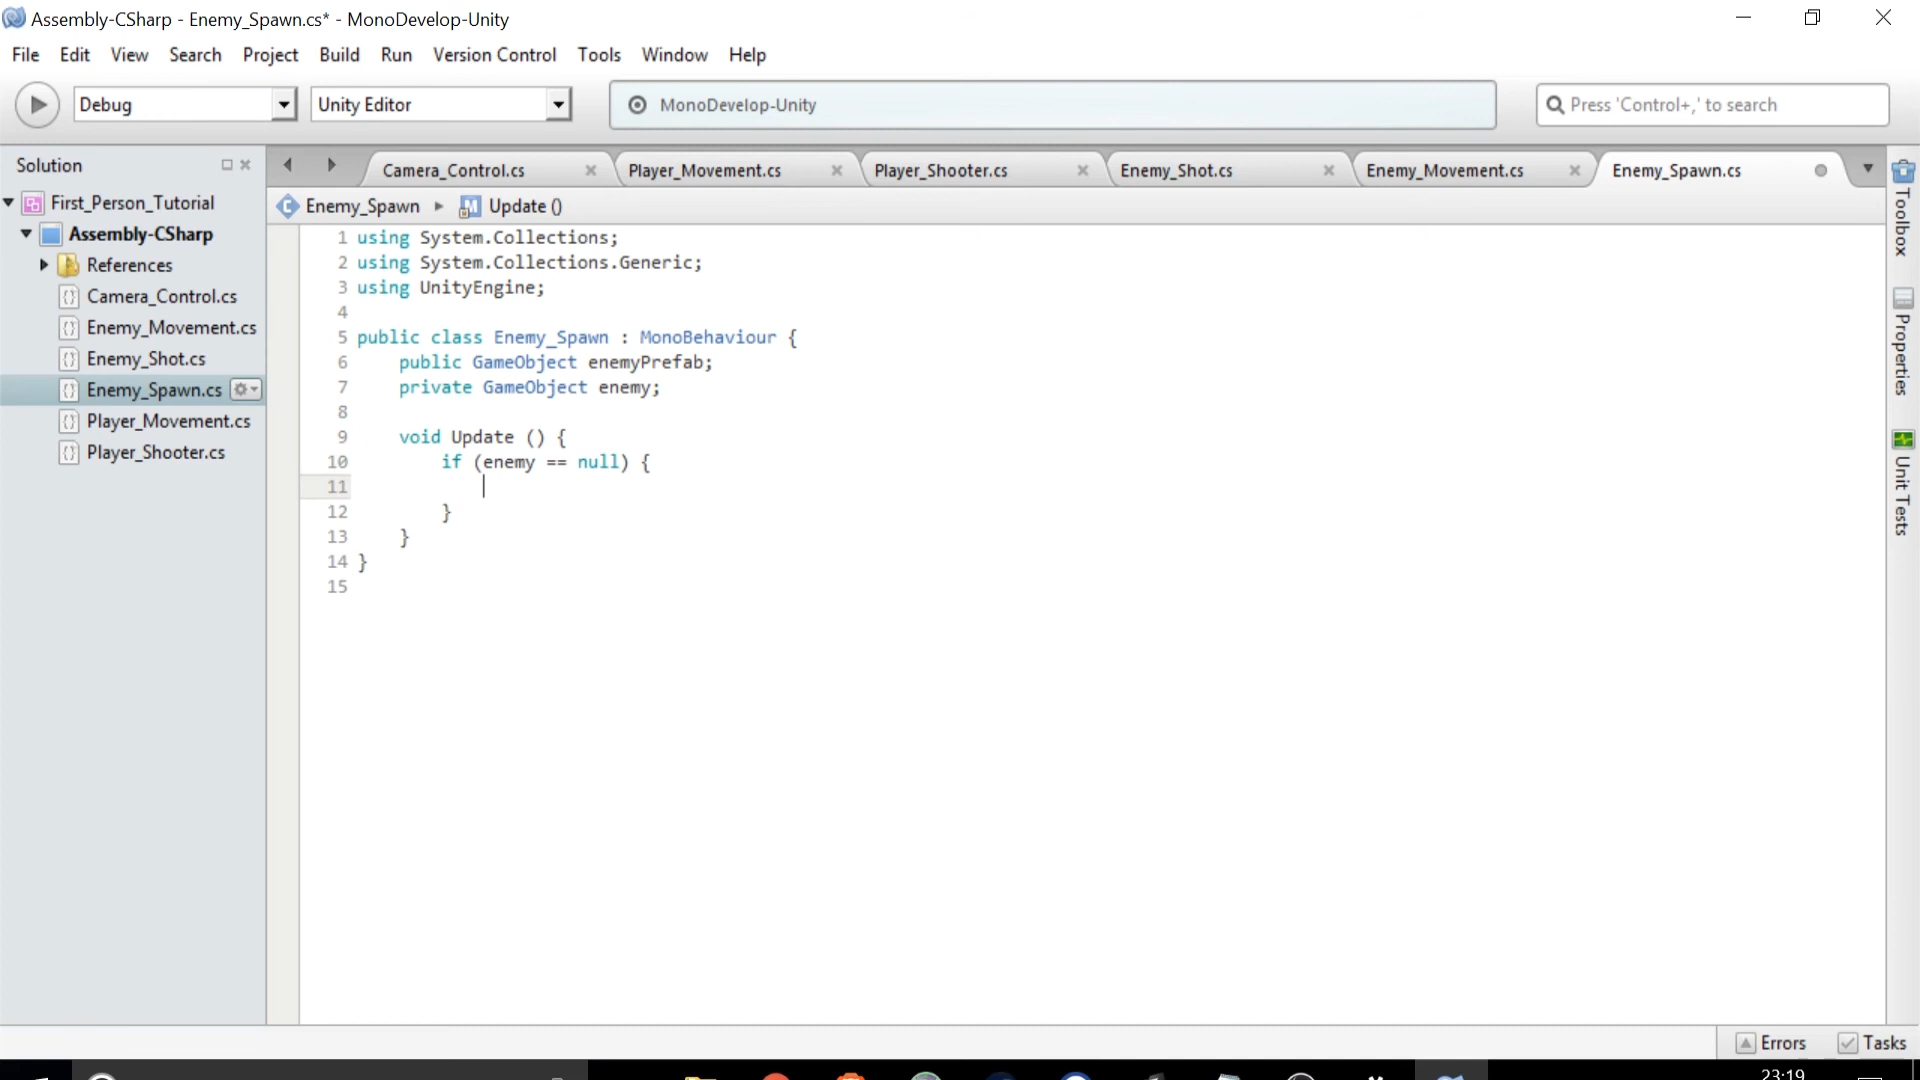 Assembly-CSharp - Enemy_Spawn.cs* - MonoDevelop-Unity
File Edit View Search Project Build Run Version Control Tools Window Help
Debug Unity Editor MonoDevelop-Unity Press 'Control+,' to search
Solution
Camera_Control.cs Player_Movement.cs Player_Shooter.cs Enemy_Shot.cs Enemy_Movement.cs Enemy_Spawn.cs
First_Person_Tutorial
Assembly-CSharp
References
Camera_Control.cs
Enemy_Movement.cs
Enemy_Shot.cs
Enemy_Spawn.cs
Player_Movement.cs
Player_Shooter.cs
Enemy_Spawn Update ()
1 using System.Collections;
2 using System.Collections.Generic;
3 using UnityEngine;
4
5 public class Enemy_Spawn : MonoBehaviour {
6 public GameObject enemyPrefab;
7 private GameObject enemy;
8
9 void Update () {
10 if (enemy == null) {
11
12 }
13 }
14 }
15
Toolbox
Properties
Unit Tests
Errors Tasks
23:19